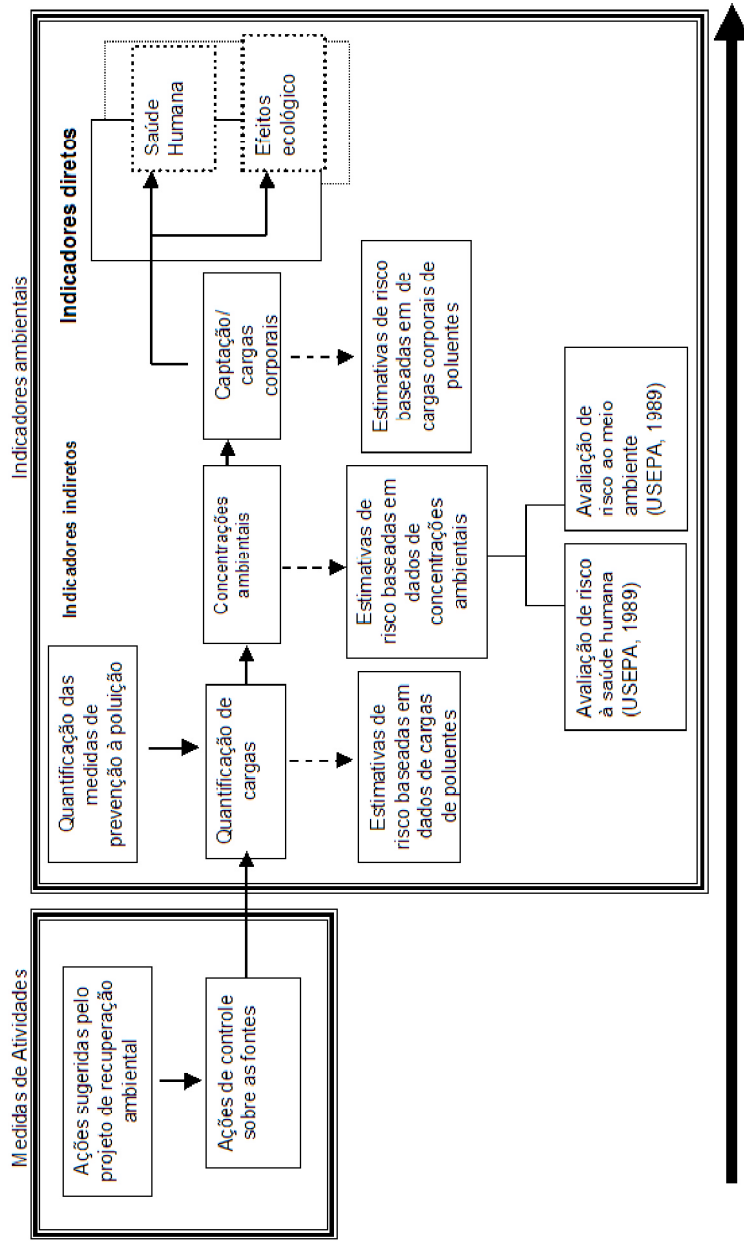 Medidas de Atividades
Ações sugeridas pelo
projeto de recuperação
ambiental
Ações de controle
sobre as fontes
Indicadores ambientais
Quantificação das
medidas de
prevenção à poluição
Quantificação de
cargas
Estimativas de
risco baseadas em
dados de cargas
de poluentes
Indicadores indiretos
Concentrações
ambientais
Estimativas de
risco baseadas em
dados de
concentrações
ambientais
Avaliação de risco
à saúde humana
(USEPA, 1989)
Avaliação de
risco ao meio
ambiente
(USEPA, 1989)
Indicadores diretos
Captação/
cargas
corporais
Estimativas de risco
baseadas em de
cargas corporais de
poluentes
Saúde
Humana
Efeitos
ecológico